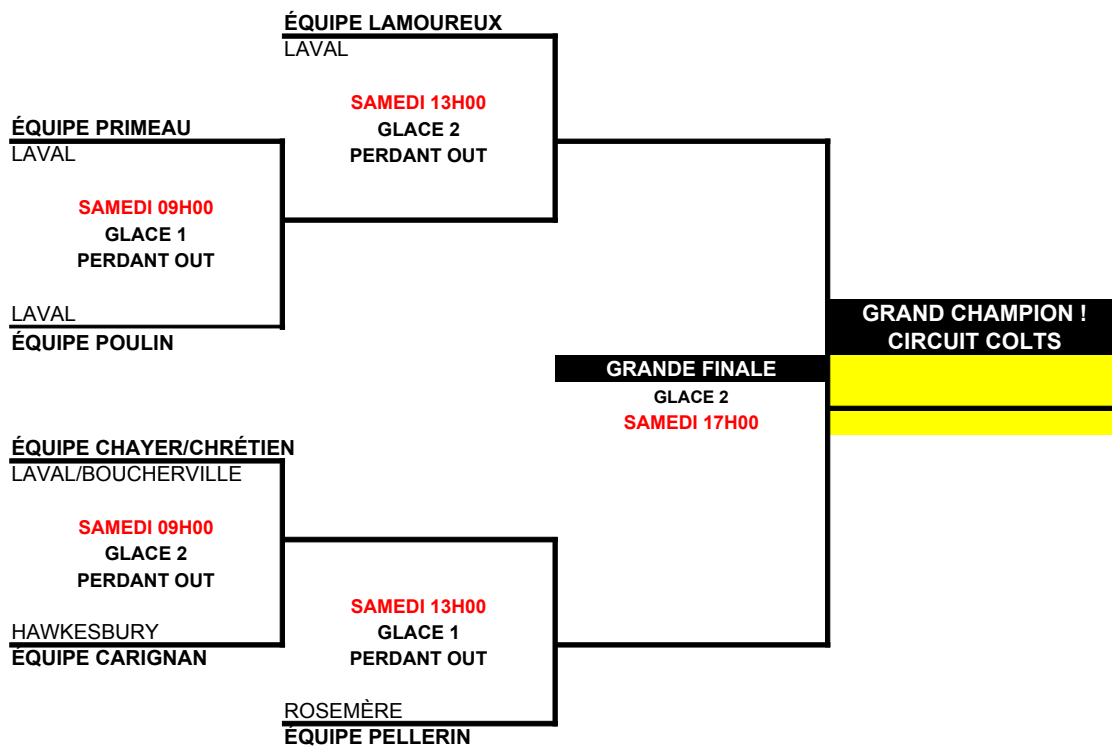 ÉQUIPE LAMOUREUX
LAVAL
SAMEDI 13H00
GLACE 2
PERDANT OUT
ÉQUIPE PRIMEAU
LAVAL
SAMEDI 09H00
GLACE 1
PERDANT OUT
LAVAL
ÉQUIPE POULIN
GRAND CHAMPION !
CIRCUIT COLTS
GRANDE FINALE
GLACE 2
SAMEDI 17H00
ÉQUIPE CHAYER/CHRÉTIEN
LAVAL/BOUCHERVILLE
SAMEDI 09H00
GLACE 2
PERDANT OUT
HAWKESBURY
ÉQUIPE CARIGNAN
SAMEDI 13H00
GLACE 1
PERDANT OUT
ROSEMÈRE
ÉQUIPE PELLERIN